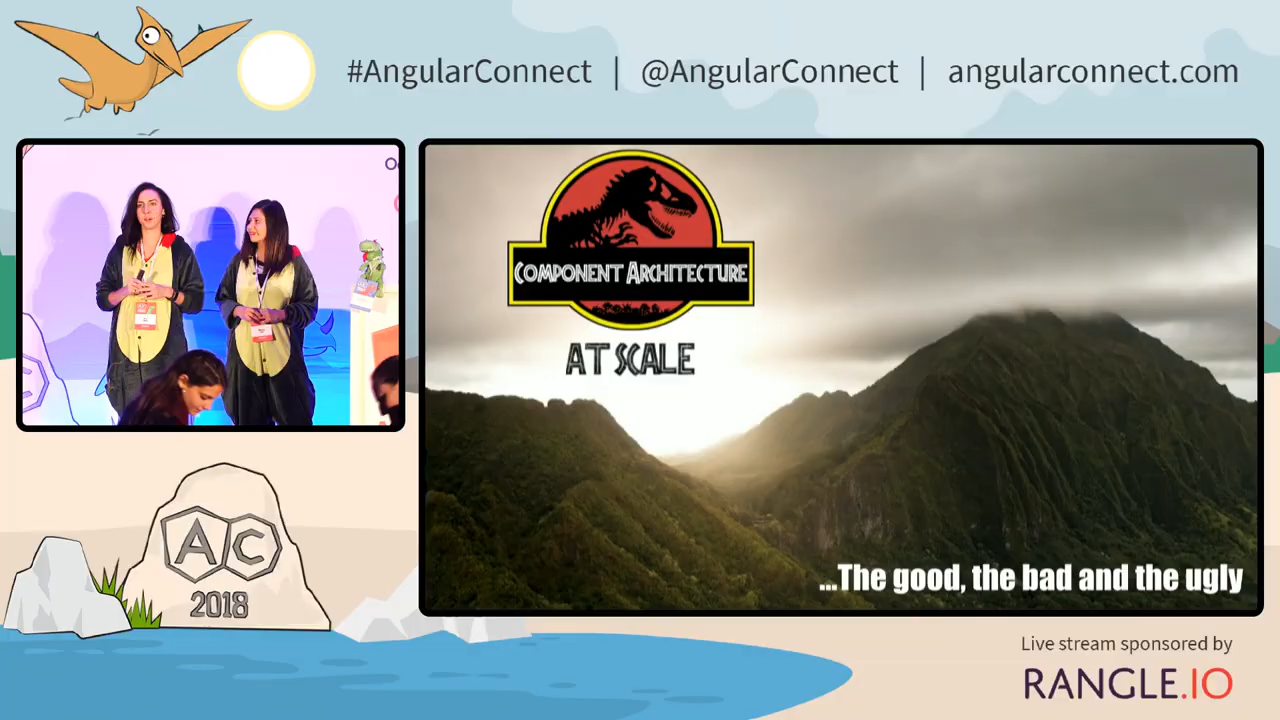 #AngularConnect | @AngularConnect | angularconnect.com
COMPONENT ARCHITECTURE
AT SCALE
...The good, the bad and the ugly
AC
2018
Live stream sponsored by
RANGLE.IO